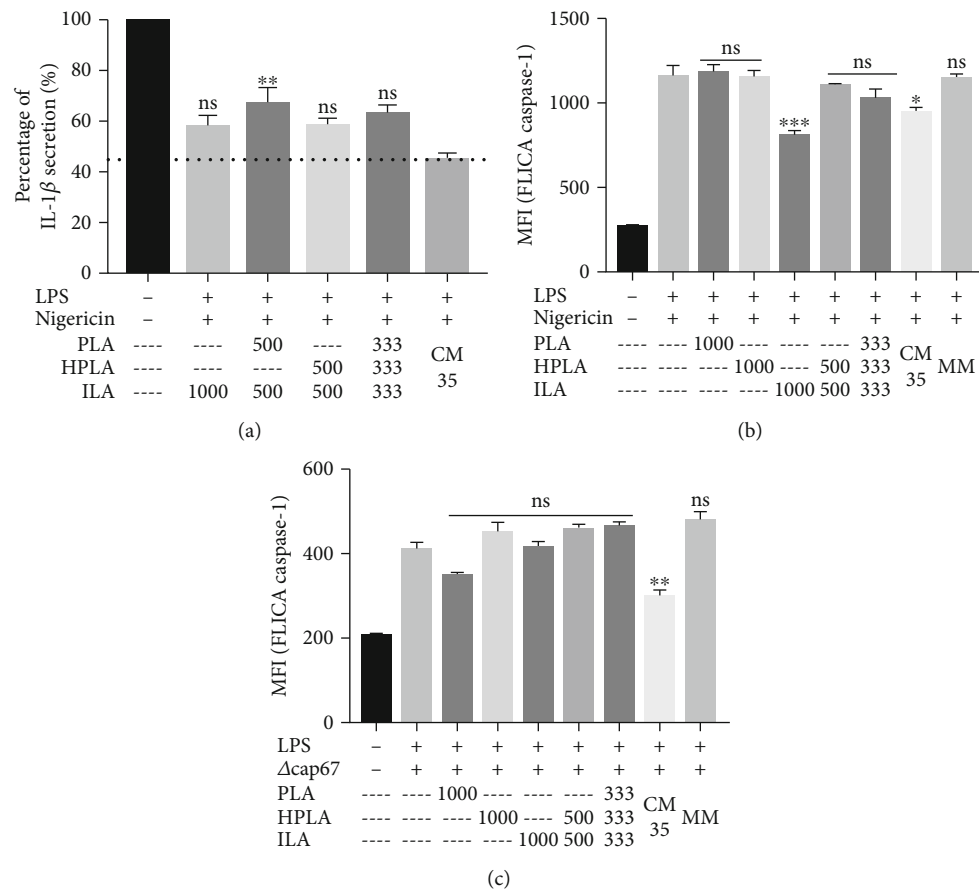 100
80
60
40
20
0
Percentage of
IL-1β secretion (%)
ns
**
ns
ns
LPS – + + + + +
Nigericin – + + + + +
PLA ---- ---- 500 ---- 333
HPLA ---- ---- ---- 500 333
ILA ---- 1000 500 500 333
CM
35
(a)
1500
1000
500
0
MFI (FLICA caspase-1)
ns
***
ns
*
ns
LPS – + + + + + + + +
Nigericin – + + + + + + + +
PLA ---- ---- 1000 ---- ---- ---- 333
HPLA ---- ---- ---- 1000 ---- 500 333
ILA ---- ---- ---- ---- 1000 500 333
CM
35
MM
(b)
600
400
200
0
MFI (FLICA caspase-1)
ns
**
ns
LPS – + + + + + + + +
Δcap67 – + + + + + + + +
PLA ---- ---- 1000 ---- ---- ---- 333
HPLA ---- ---- ---- 1000 ---- 500 333
ILA ---- ---- ---- ---- 1000 500 333
CM
35
MM
(c)